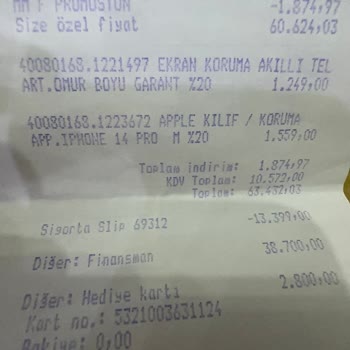 MM F PROMOSYON -1.874,97
Size özel fiyat 60.624,03
40080168.1221497 EKRAN KORUMA AKILLI TEL
ART.OMUR BOYU GARANT %20 1.249,00
40080168.1223672 APPLE KILIF / KORUMA
APP.IPHONE 14 PRO M %20 1.559,00
Toplam indirim: 1.874,97
KDV Toplam: 10.572,00
Toplam: 63.432,03
Sigorta Slip 69312 -13.399,00
Diğer: Finansman 38.700,00
Diğer: Hediye kartı 2.800,00
Kart no.: 5321003631124
Bakiye: 0,00